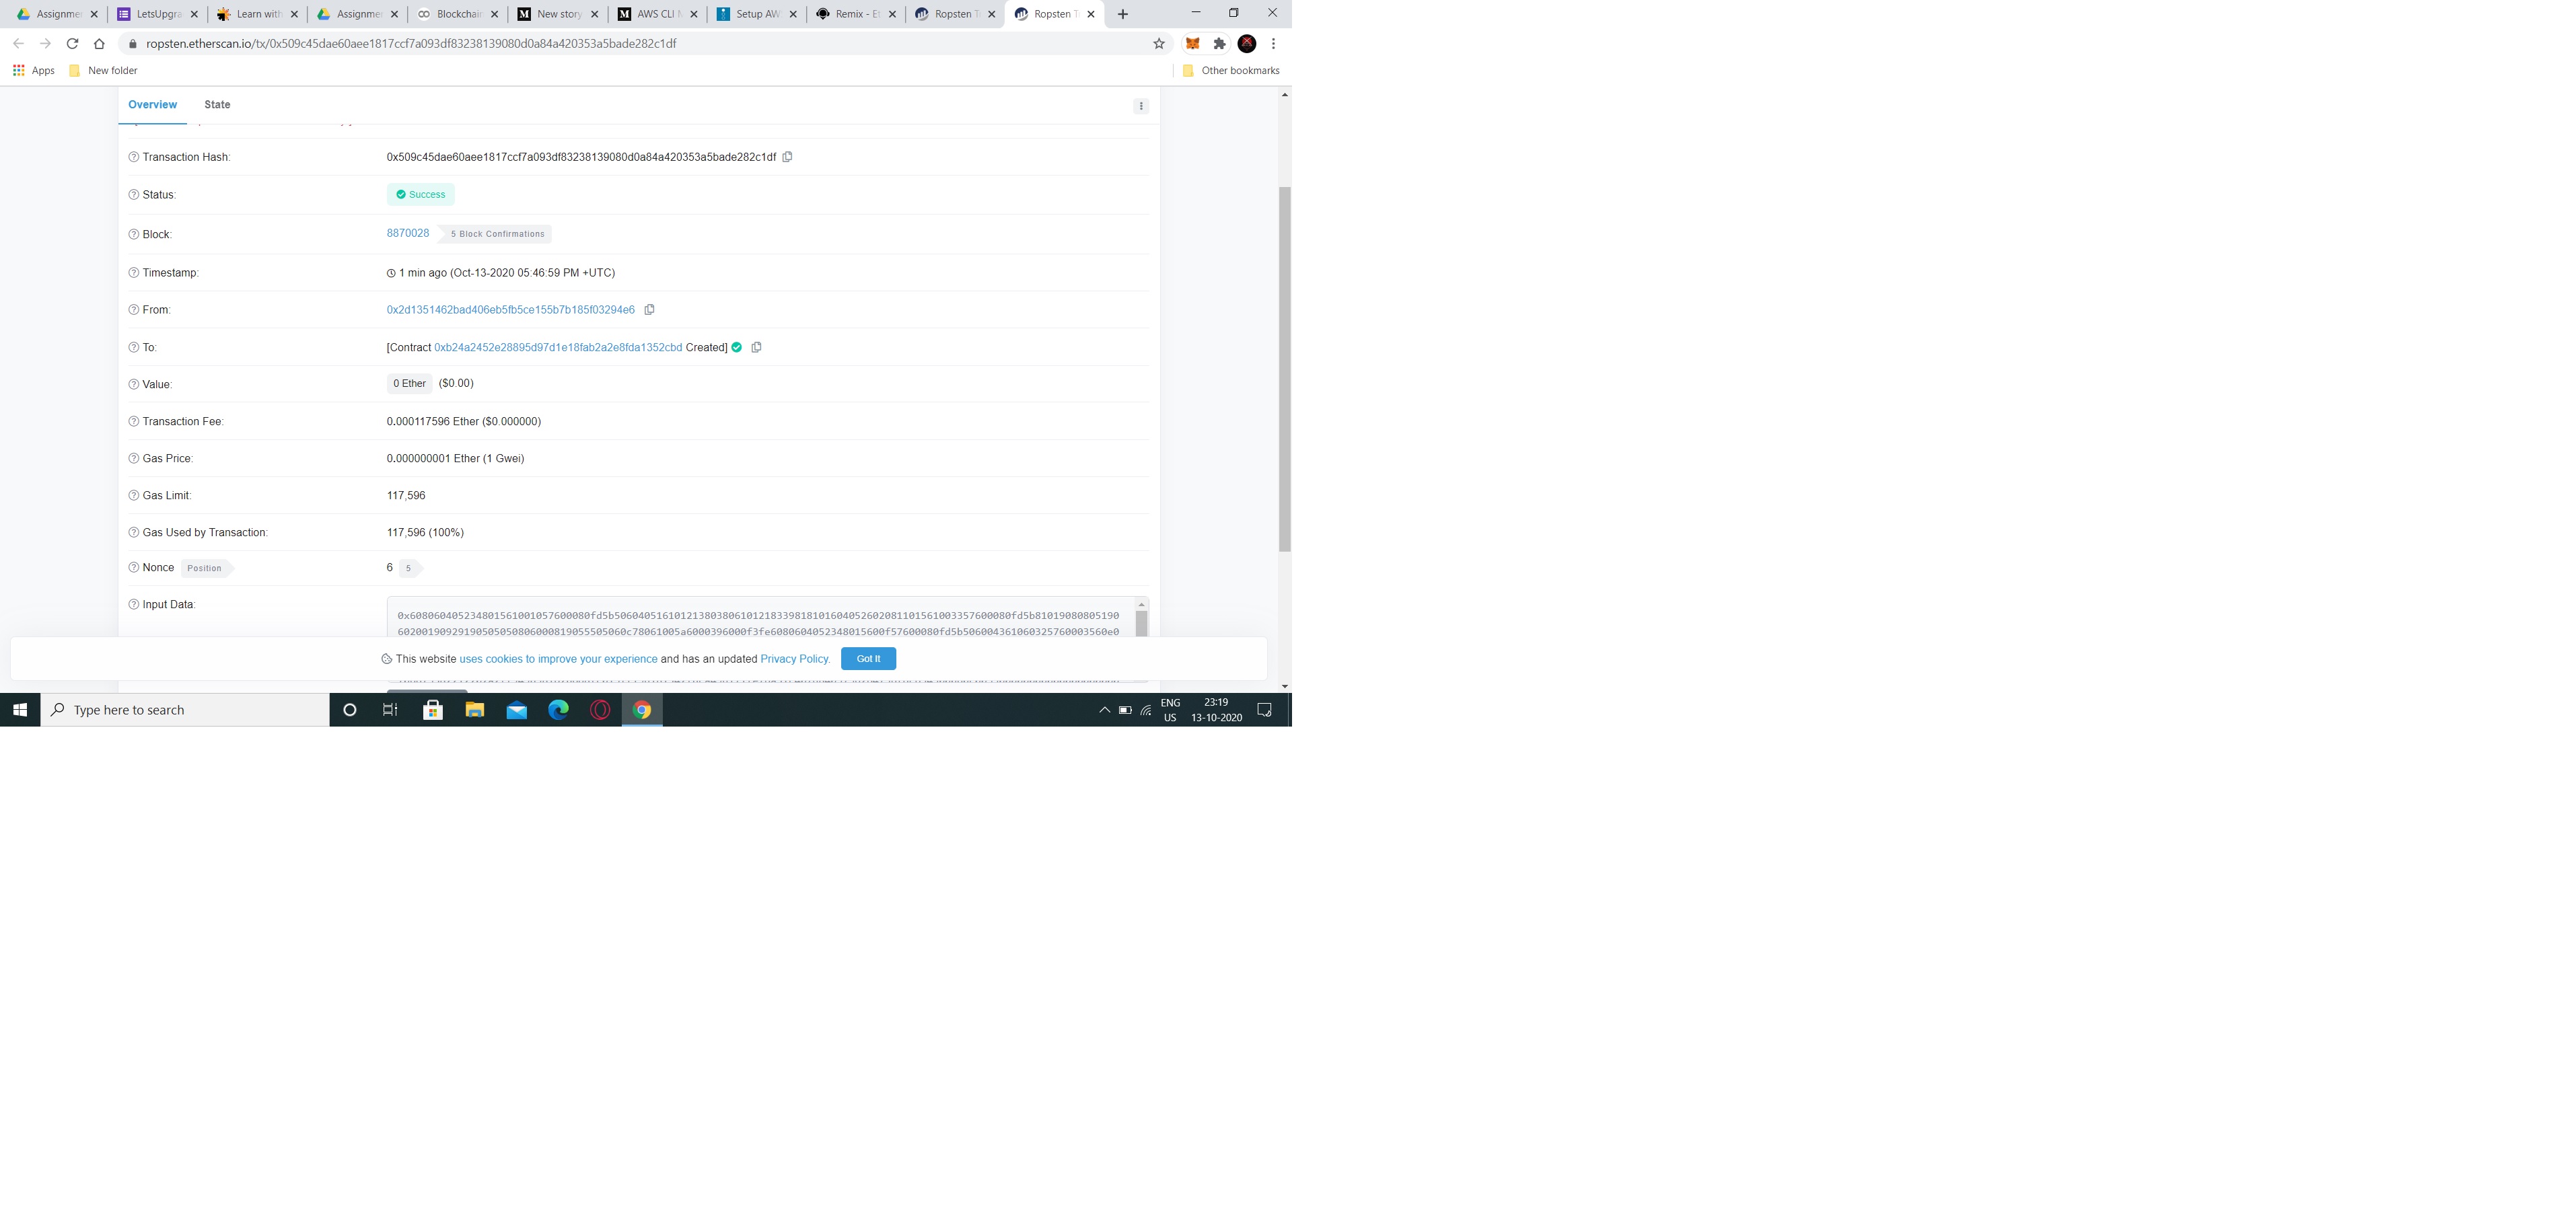 Assignmen LetsUpgra Learn with Assignmen Blockchain New story AWS CLI Setup AW Remix - Et Ropsten T Ropsten T
ropsten.etherscan.io/tx/0x509c45dae60aee1817ccf7a093df83238139080d0a84a420353a5bade282c1df
Apps New folder Other bookmarks
Overview State
Transaction Hash: 0x509c45dae60aee1817ccf7a093df83238139080d0a84a420353a5bade282c1df
Status: Success
Block: 8870028 5 Block Confirmations
Timestamp: 1 min ago (Oct-13-2020 05:46:59 PM +UTC)
From: 0x2d1351462bad406eb5fb5ce155b7b185f03294e6
To: [Contract 0xb24a2452e28895d97d1e18fab2a2e8fda1352cbd Created]
Value: 0 Ether ($0.00)
Transaction Fee: 0.000117596 Ether ($0.000000)
Gas Price: 0.000000001 Ether (1 Gwei)
Gas Limit: 117,596
Gas Used by Transaction: 117,596 (100%)
Nonce Position 6 5
Input Data: 0x608060405234801561001057600080fd5b506040516101213803806101218339818101604052602081101561003357600080fd5b81019080805190
60200190929190505050806000819055505060c78061005a6000396000f3fe6080604052348015600f57600080fd5b506004361060325760003560e0
This website uses cookies to improve your experience and has an updated Privacy Policy. Got It
Type here to search
ENG 23:19
US 13-10-2020